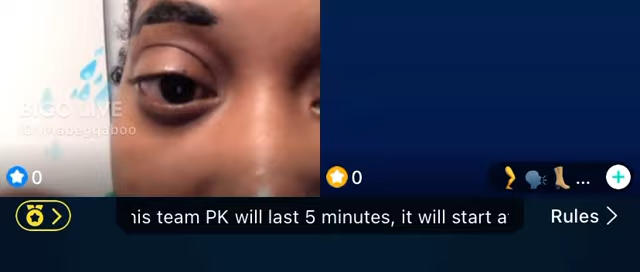 BIGO LIVE
0
0
...
his team PK will last 5 minutes, it will start a
Rules >